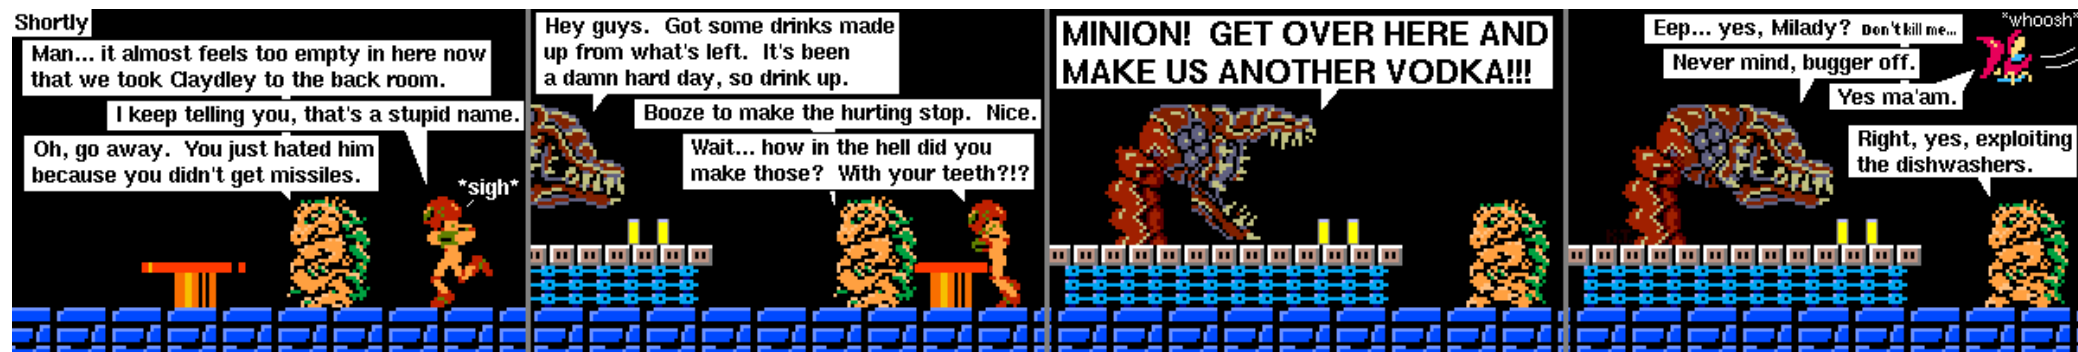 Shortly
Man... it almost feels too empty in here now
that we took Claydley to the back room.
I keep telling you, that's a stupid name.
Oh, go away.  You just hated him
because you didn't get missiles.
*sigh*
Hey guys.  Got some drinks made
up from what's left.  It's been
a damn hard day, so drink up.
Booze to make the hurting stop.  Nice.
Wait... how in the hell did you
make those?  With your teeth?!?
MINION!  GET OVER HERE AND
MAKE US ANOTHER VODKA!!!
*whoosh*
Eep... yes, Milady?  Don't kill me...
Never mind, bugger off.
Yes ma'am.
Right, yes, exploiting
the dishwashers.